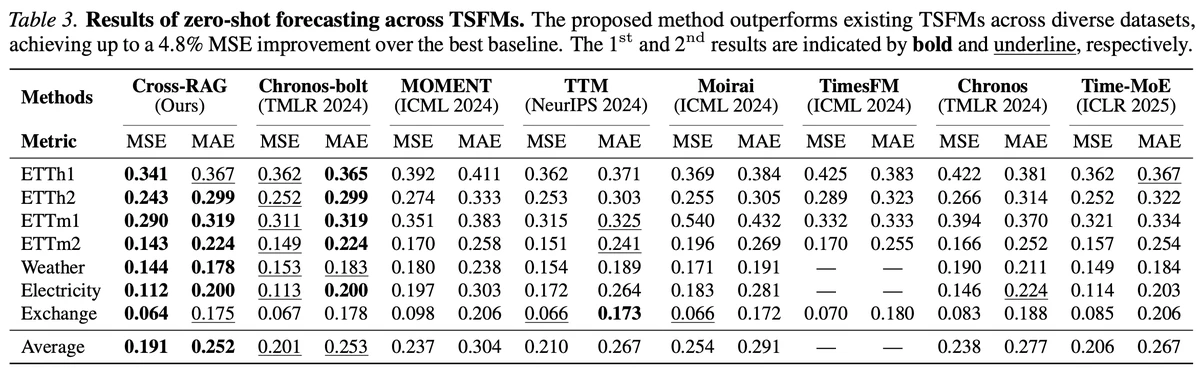 Table 3. Results of zero-shot forecasting across TSFMs. The proposed method outperforms existing TSFMs across diverse datasets,
achieving up to a 4.8% MSE improvement over the best baseline. The 1st and 2nd results are indicated by bold and underline, respectively.
Methods Cross-RAG (Ours) Chronos-bolt (TMLR 2024) MOMENT (ICML 2024) TTM (NeurIPS 2024) Moirai (ICML 2024) TimesFM (ICML 2024) Chronos (TMLR 2024) Time-MoE (ICLR 2025)
Metric MSE MAE MSE MAE MSE MAE MSE MAE MSE MAE MSE MAE MSE MAE MSE MAE
ETTh1 0.341 0.367 0.362 0.365 0.392 0.411 0.362 0.371 0.369 0.384 0.425 0.383 0.422 0.381 0.362 0.367
ETTh2 0.243 0.299 0.252 0.299 0.274 0.333 0.253 0.303 0.255 0.305 0.289 0.323 0.266 0.314 0.252 0.322
ETTm1 0.290 0.319 0.311 0.319 0.351 0.383 0.315 0.325 0.540 0.432 0.332 0.333 0.394 0.370 0.321 0.334
ETTm2 0.143 0.224 0.149 0.224 0.170 0.258 0.151 0.241 0.196 0.269 0.170 0.255 0.166 0.252 0.157 0.254
Weather 0.144 0.178 0.153 0.183 0.180 0.238 0.154 0.189 0.171 0.191 — — 0.190 0.211 0.149 0.184
Electricity 0.112 0.200 0.113 0.200 0.197 0.303 0.172 0.264 0.183 0.281 — — 0.146 0.224 0.114 0.203
Exchange 0.064 0.175 0.067 0.178 0.098 0.206 0.066 0.173 0.066 0.172 0.070 0.180 0.083 0.188 0.085 0.206
Average 0.191 0.252 0.201 0.253 0.237 0.304 0.210 0.267 0.254 0.291 — — 0.238 0.277 0.206 0.267